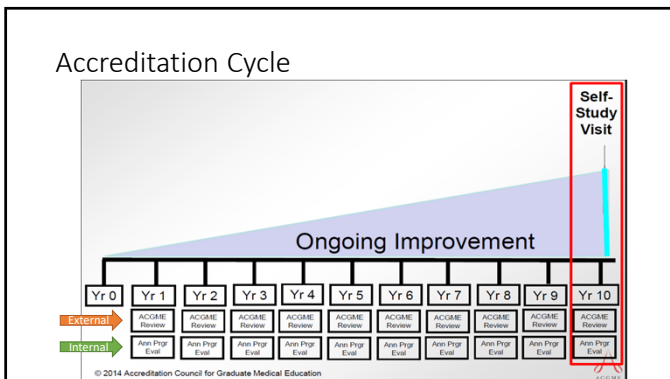 Accreditation Cycle
Self-
Study
Visit
Ongoing Improvement
Yr 0 Yr 1 Yr 2 Yr 3 Yr 4 Yr 5 Yr 6 Yr 7 Yr 8 Yr 9 Yr 10
External ACGME ACGME ACGME ACGME ACGME ACGME ACGME ACGME ACGME ACGME
Review Review Review Review Review Review Review Review Review Review
Internal Ann Prgr Ann Prgr Ann Prgr Ann Prgr Ann Prgr Ann Prgr Ann Prgr Ann Prgr Ann Prgr Ann Prgr
Eval Eval Eval Eval Eval Eval Eval Eval Eval Eval
© 2014 Accreditation Council for Graduate Medical Education
ACGME